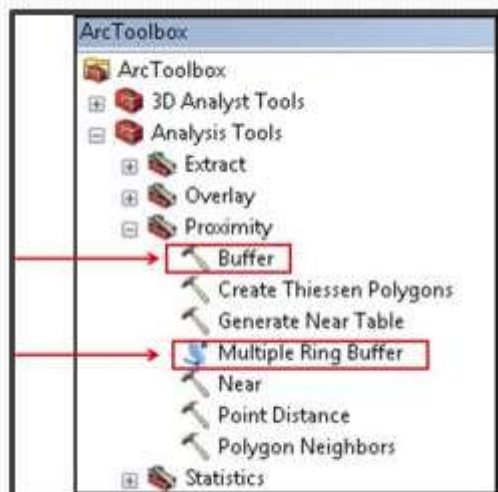 ArcToolbox
ArcToolbox
3D Analyst Tools
Analysis Tools
Extract
Overlay
Proximity
Buffer
Create Thiessen Polygons
Generate Near Table
Multiple Ring Buffer
Near
Point Distance
Polygon Neighbors
Statistics